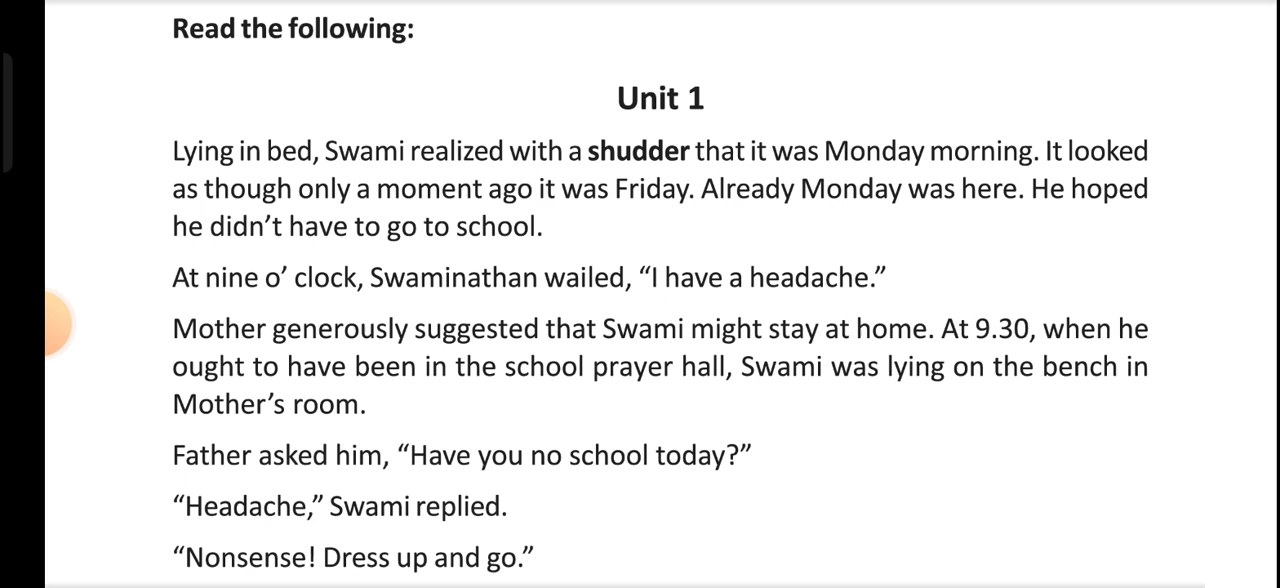 Read the following:
Unit 1
Lying in bed, Swami realized with a shudder that it was Monday morning. It looked
as though only a moment ago it was Friday. Already Monday was here. He hoped
he didn’t have to go to school.
At nine o’ clock, Swaminathan wailed, “I have a headache.”
Mother generously suggested that Swami might stay at home. At 9.30, when he
ought to have been in the school prayer hall, Swami was lying on the bench in
Mother’s room.
Father asked him, “Have you no school today?”
“Headache,” Swami replied.
“Nonsense! Dress up and go.”